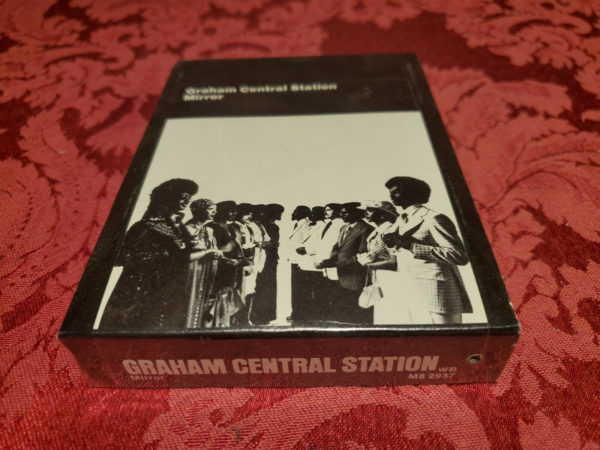 Graham Central Station
Mirror
GRAHAM CENTRAL STATION WB
Mirror M8 2937